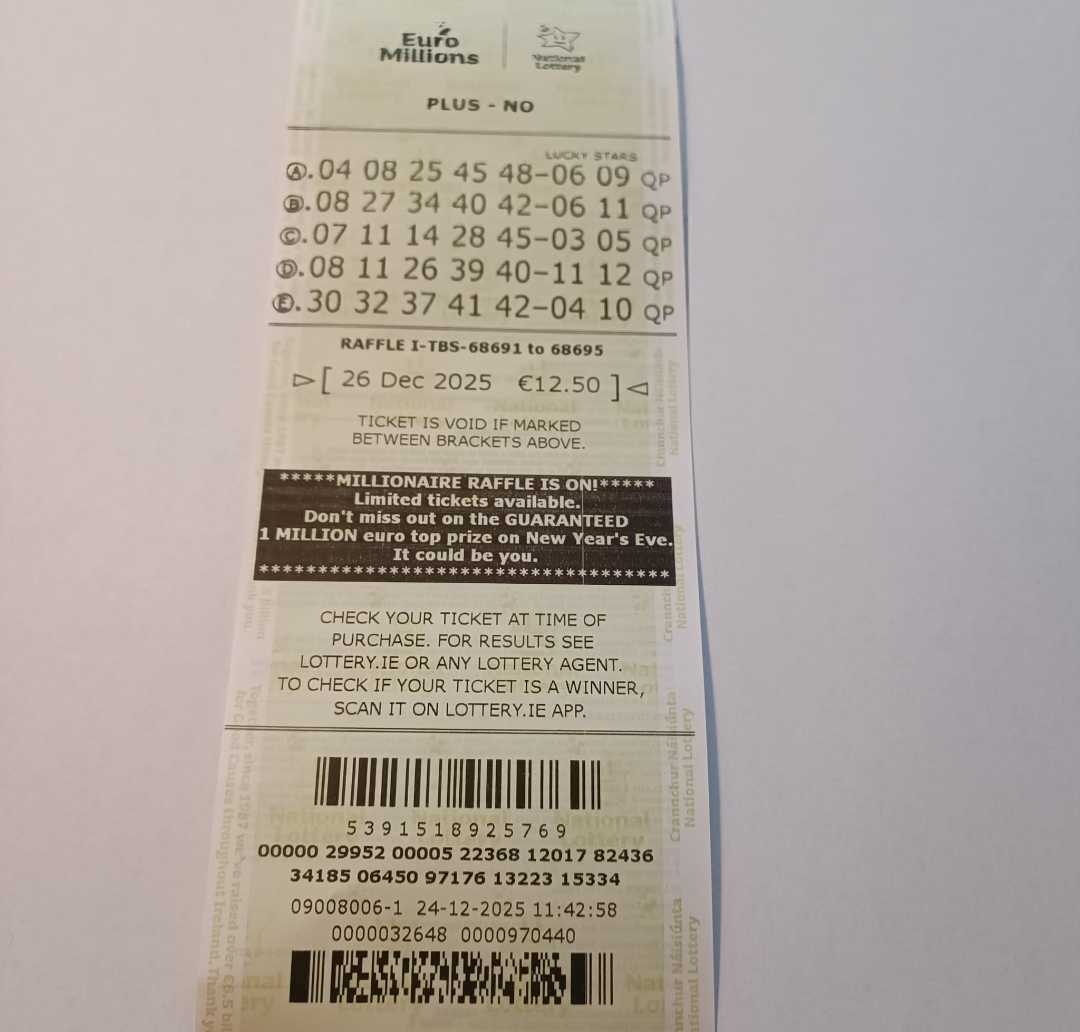 Euro
Millions
National
Lottery
PLUS - NO
LUCKY STARS
A.04 08 25 45 48-06 09 QP
B.08 27 34 40 42-06 11 QP
C.07 11 14 28 45-03 05 QP
D.08 11 26 39 40-11 12 QP
E.30 32 37 41 42-04 10 QP
RAFFLE I-TBS-68691 to 68695
[ 26 Dec 2025 €12.50 ]
TICKET IS VOID IF MARKED
BETWEEN BRACKETS ABOVE.
*****MILLIONAIRE RAFFLE IS ON!*****
Limited tickets available.
Don't miss out on the GUARANTEED
1 MILLION euro top prize on New Year's Eve.
It could be you.
***********************************
CHECK YOUR TICKET AT TIME OF
PURCHASE. FOR RESULTS SEE
LOTTERY.IE OR ANY LOTTERY AGENT.
TO CHECK IF YOUR TICKET IS A WINNER,
SCAN IT ON LOTTERY.IE APP.
5391518925769
00000 29952 00005 22368 12017 82436
34185 06450 97176 13223 15334
09008006-1 24-12-2025 11:42:58
0000032648 0000970440
Crannchur Náisiúnta
National Lottery